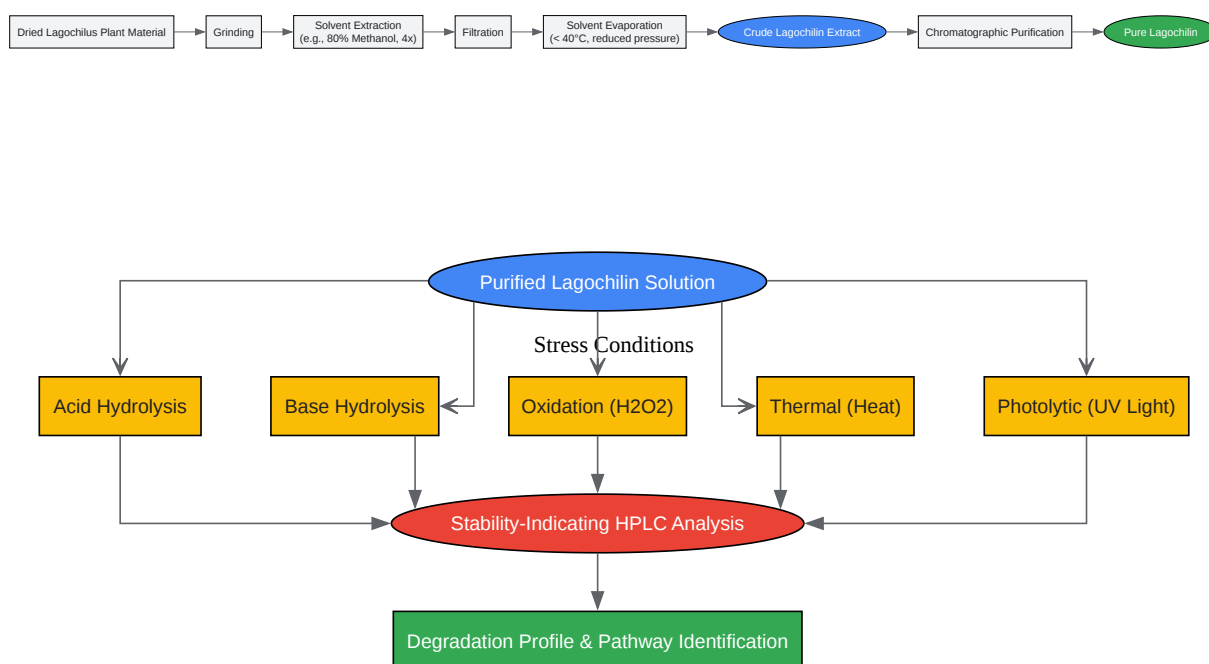 Dried Lagochilus Plant Material
Grinding
Solvent Extraction
(e.g., 80% Methanol, 4x)
Filtration
Solvent Evaporation
(< 40°C, reduced pressure)
Crude Lagochilin Extract
Chromatographic Purification
Pure Lagochilin
Purified Lagochilin Solution
Stress Conditions
Acid Hydrolysis
Base Hydrolysis
Oxidation (H2O2)
Thermal (Heat)
Photolytic (UV Light)
Stability-Indicating HPLC Analysis
Degradation Profile & Pathway Identification